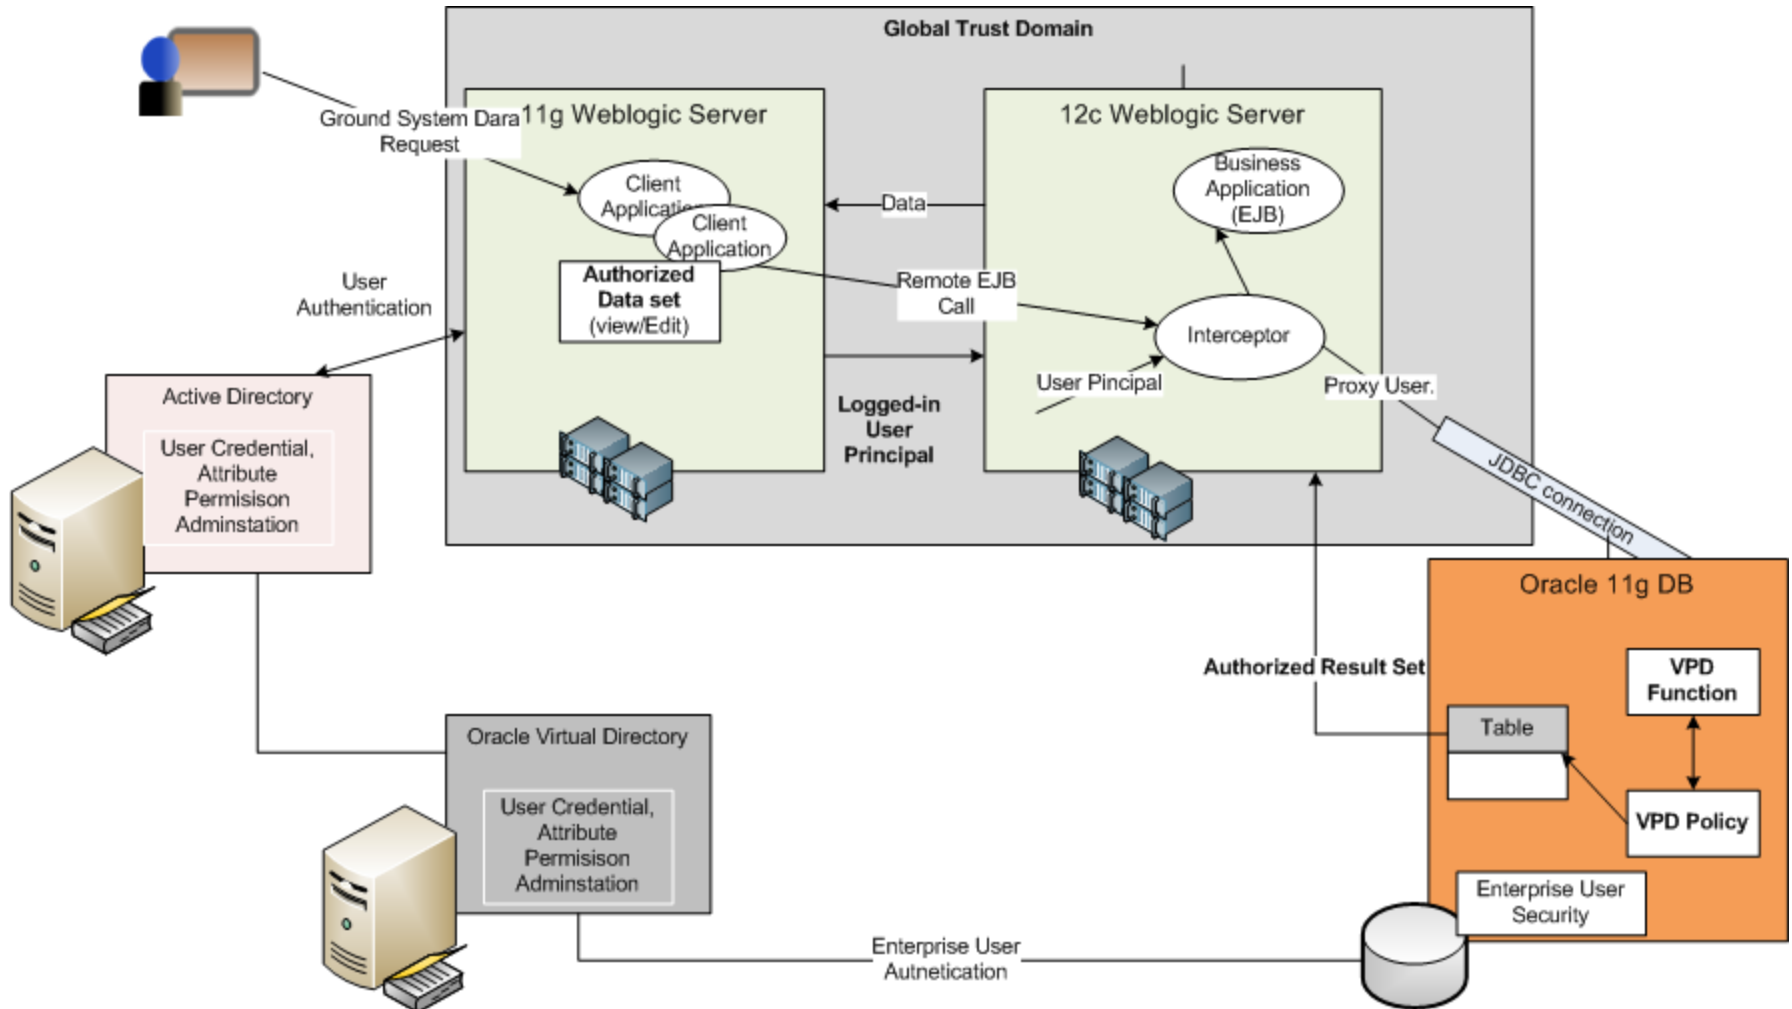 Global Trust Domain
Ground System Dara
Request
11g Weblogic Server
Client
Application
Client
Application
Authorized
Data set
(view/Edit)
Data
Remote EJB
Call
12c Weblogic Server
Business
Application
(EJB)
Interceptor
User Pincipal
Proxy User.
Logged-in
User
Principal
JDBC connection
User
Authentication
Active Directory
User Credential,
Attribute
Permisison
Adminstation
Oracle Virtual Directory
User Credential,
Attribute
Permisison
Adminstation
Enterprise User
Autnetication
Authorized Result Set
Oracle 11g DB
VPD
Function
Table
VPD Policy
Enterprise User
Security